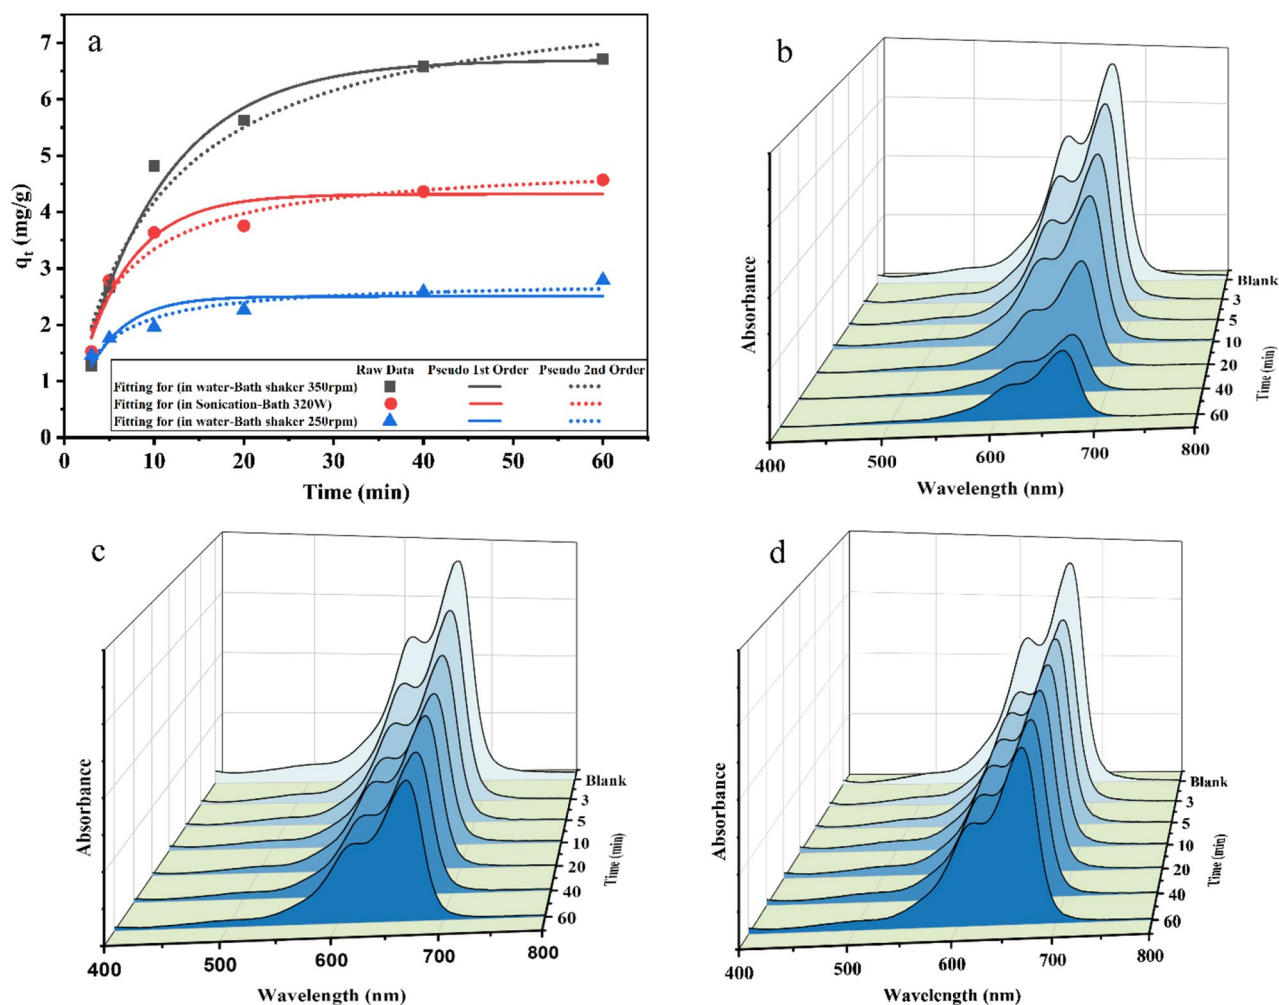 a
7
6
5
4
3
2
1
0
q_t (mg/g)
Raw Data Pseudo 1st Order Pseudo 2nd Order
Fitting for (in water-Bath shaker 350rpm)
Fitting for (in Sonication-Bath 320W)
Fitting for (in water-Bath shaker 250rpm)
0 10 20 30 40 50 60
Time (min)
b
Absorbance
Blank
3
5
10
20
40
60
Time (min)
400 500 600 700 800
Wavelength (nm)
c
Absorbance
Blank
3
5
10
20
40
60
Time (min)
400 500 600 700 800
Wavelength (nm)
d
Absorbance
Blank
3
5
10
20
40
60
Time (min)
400 500 600 700 800
Wavelength (nm)